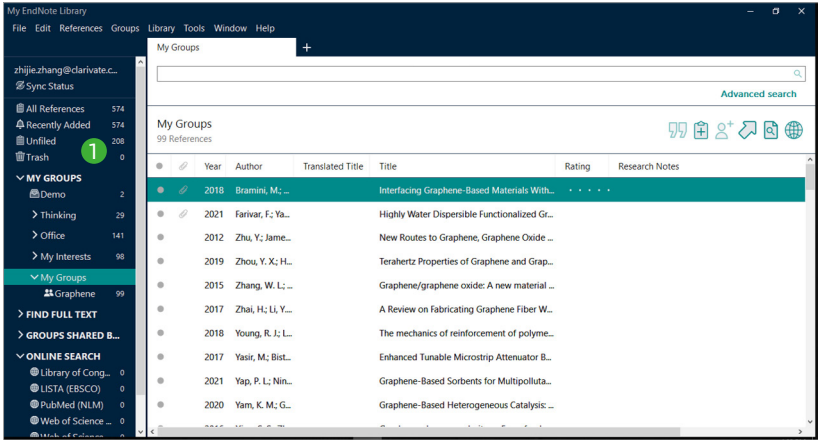 My EndNote Library
File Edit References Groups Library Tools Window Help
My Groups
zhijie.zhang@clarivate.c...
Sync Status
Advanced search
All References 574
Recently Added 574
Unfiled 208
Trash 0
1
My Groups
99 References
MY GROUPS
Demo 2
Thinking 29
Office 141
My Interests 98
My Groups
Graphene 99
FIND FULL TEXT
GROUPS SHARED B...
ONLINE SEARCH
Library of Cong... 0
LISTA (EBSCO) 0
PubMed (NLM) 0
Web of Science ... 0
Web of Science 0
Year Author Translated Title Title Rating Research Notes
2018 Bramini, M.; ... Interfacing Graphene-Based Materials With...
2021 Farivar, F.; Ya... Highly Water Dispersible Functionalized Gr...
2012 Zhu, Y.; Jame... New Routes to Graphene, Graphene Oxide ...
2019 Zhou, Y. X.; H... Terahertz Properties of Graphene and Grap...
2015 Zhang, W. L.; ... Graphene/graphene oxide: A new material ...
2017 Zhai, H.; Li, Y.... A Review on Fabricating Graphene Fiber W...
2018 Young, R. J.; L... The mechanics of reinforcement of polyme...
2017 Yasir, M.; Bist... Enhanced Tunable Microstrip Attenuator B...
2021 Yap, P. L.; Nin... Graphene-Based Sorbents for Multipolluta...
2020 Yam, K. M.; G... Graphene-Based Heterogeneous Catalysis: ...